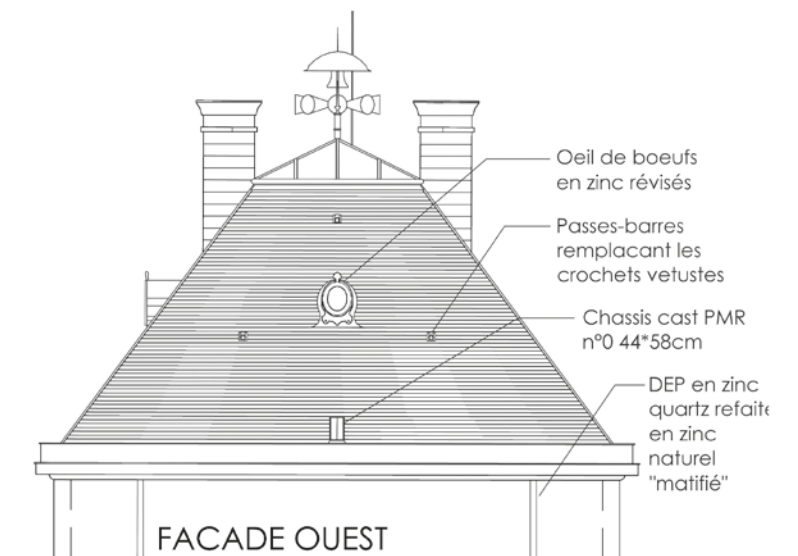 Oeil de boeufs
en zinc révisés
Passes-barres
remplacant les
crochets vetustes
Chassis cast PMR
n°0 44*58cm
DEP en zinc
quartz refaite
en zinc
naturel
"matifié"
FACADE OUEST